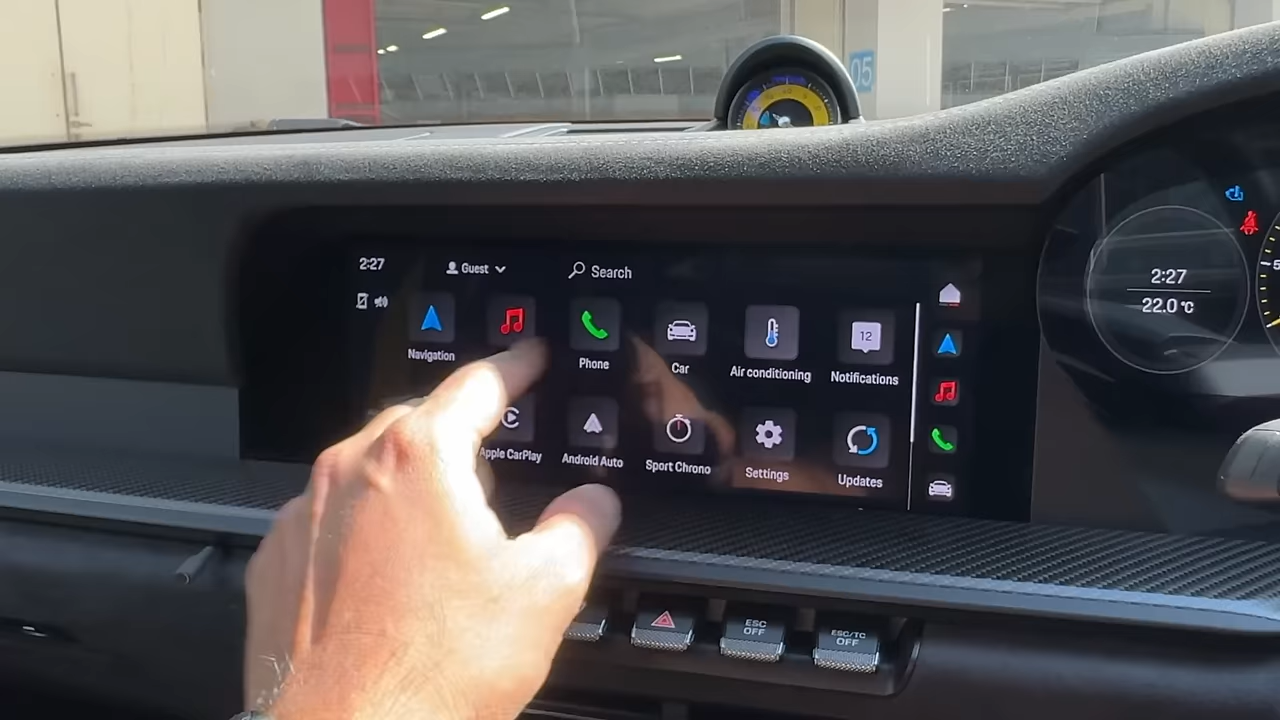 05
2:27
Guest
Search
Navigation
Phone
Car
Air conditioning
12
Notifications
Apple CarPlay
Android Auto
Sport Chrono
Settings
Updates
2:27
22.0 °C
5
ESC
OFF
ESC/TC
OFF